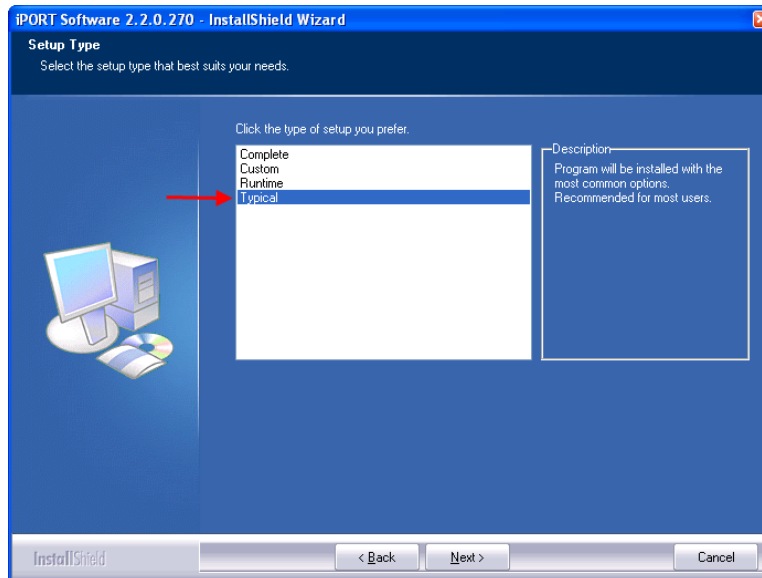 iPORT Software 2.2.0.270 - InstallShield Wizard
Setup Type
Select the setup type that best suits your needs.
Click the type of setup you prefer.
Complete
Custom
Runtime
Typical
Description
Program will be installed with the
most common options.
Recommended for most users.
InstallShield
< Back
Next >
Cancel